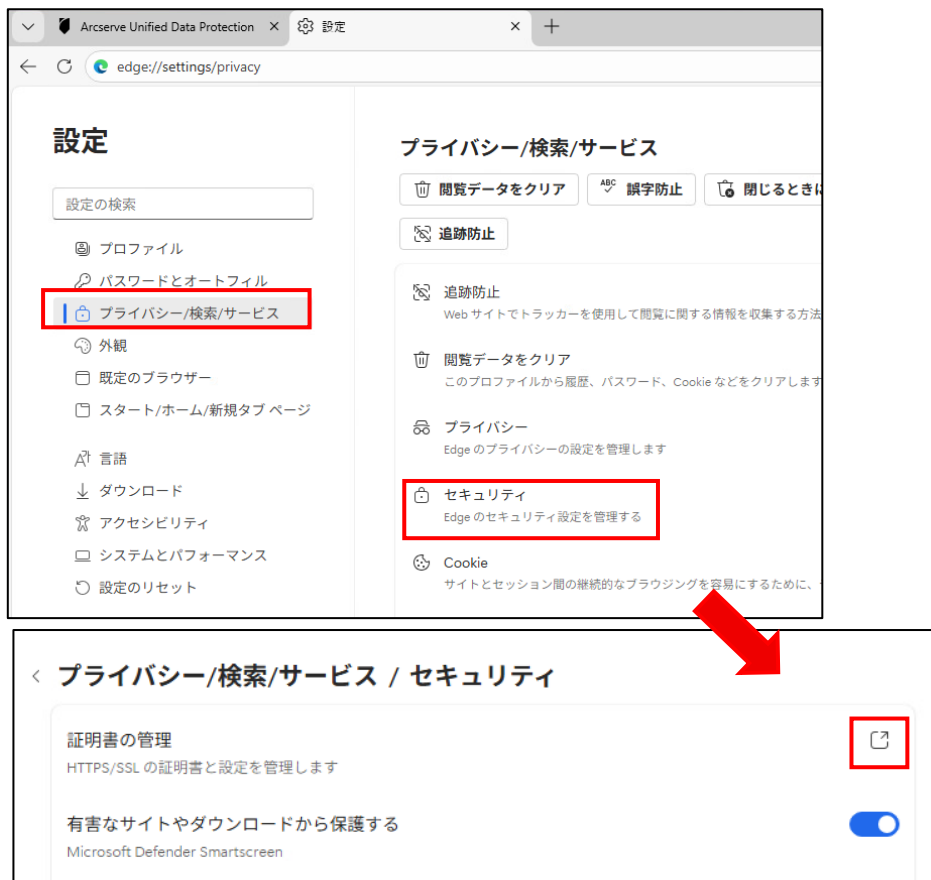 Arcserve Unified Data Protection
設定
edge://settings/privacy
設定
設定の検索
プロファイル
パスワードとオートフィル
プライバシー/検索/サービス
外観
既定のブラウザー
スタート/ホーム/新規タブ ページ
言語
ダウンロード
アクセシビリティ
システムとパフォーマンス
設定のリセット
プライバシー/検索/サービス
閲覧データをクリア
ABC 誤字防止
閉じるときに
追跡防止
追跡防止
Web サイトでトラッカーを使用して閲覧に関する情報を収集する方法
閲覧データをクリア
このプロファイルから履歴、パスワード、Cookie などをクリアします
プライバシー
Edge のプライバシーの設定を管理します
セキュリティ
Edge のセキュリティ設定を管理する
Cookie
サイトとセッション間の継続的なブラウジングを容易にするために、
プライバシー/検索/サービス / セキュリティ
証明書の管理
HTTPS/SSL の証明書と設定を管理します
有害なサイトやダウンロードから保護する
Microsoft Defender Smartscreen